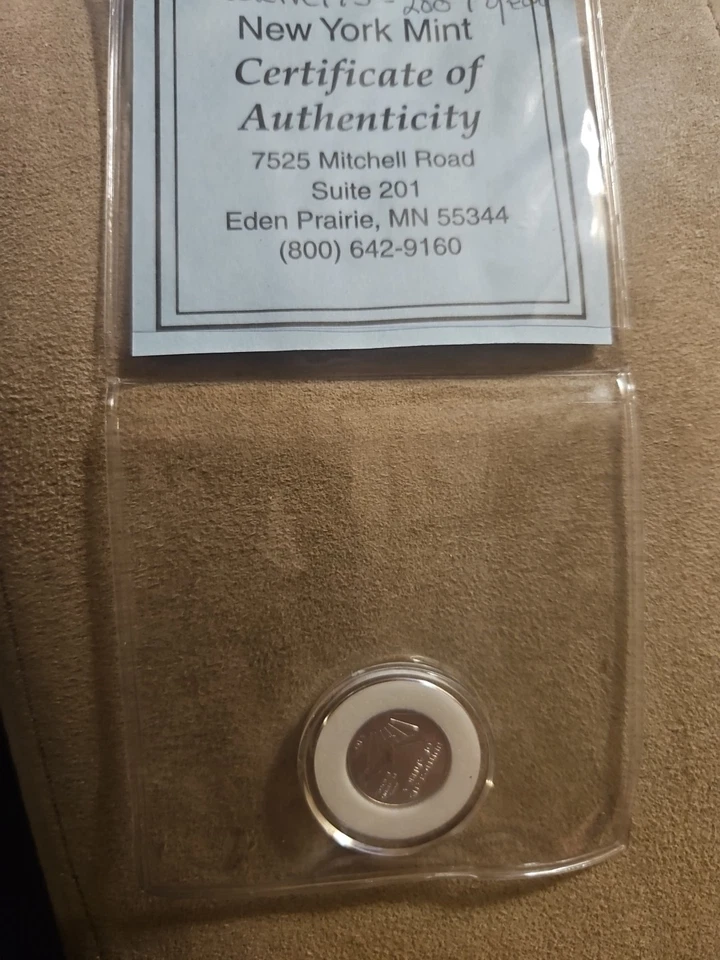 New York Mint
Certificate of
Authenticity
7525 Mitchell Road
Suite 201
Eden Prairie, MN 55344
(800) 642-9160